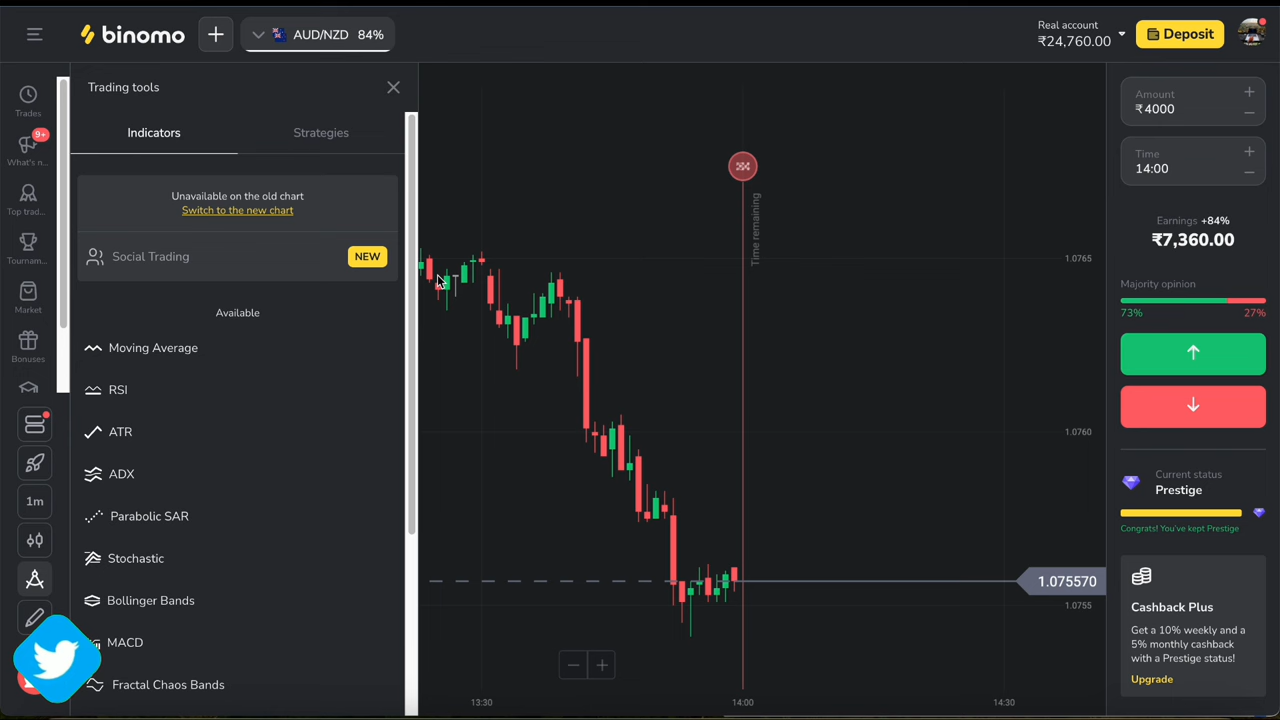 binomo
AUD/NZD 84%
Real account
₹24,760.00
Deposit
Trades
9+
What's n...
Top trad...
Tournam...
Market
Bonuses
1m
Trading tools
Indicators
Strategies
Unavailable on the old chart
Switch to the new chart
Social Trading
NEW
Available
Moving Average
RSI
ATR
ADX
Parabolic SAR
Stochastic
Bollinger Bands
MACD
Fractal Chaos Bands
Time remaining
1.0765
1.0760
1.075570
1.0755
13:30
14:00
14:30
Amount
₹4000
Time
14:00
Earnings +84%
₹7,360.00
Majority opinion
73%
27%
Current status
Prestige
Congrats! You've kept Prestige
Cashback Plus
Get a 10% weekly and a
5% monthly cashback
with a Prestige status!
Upgrade